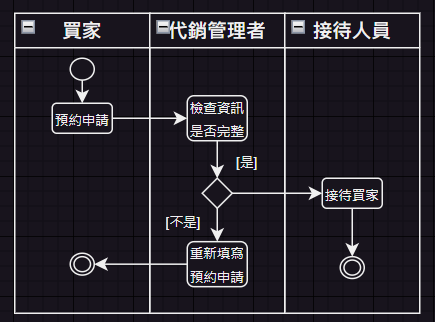 買家
代銷管理者
接待人員
預約申請
檢查資訊
是否完整
[是]
接待買家
[不是]
重新填寫
預約申請